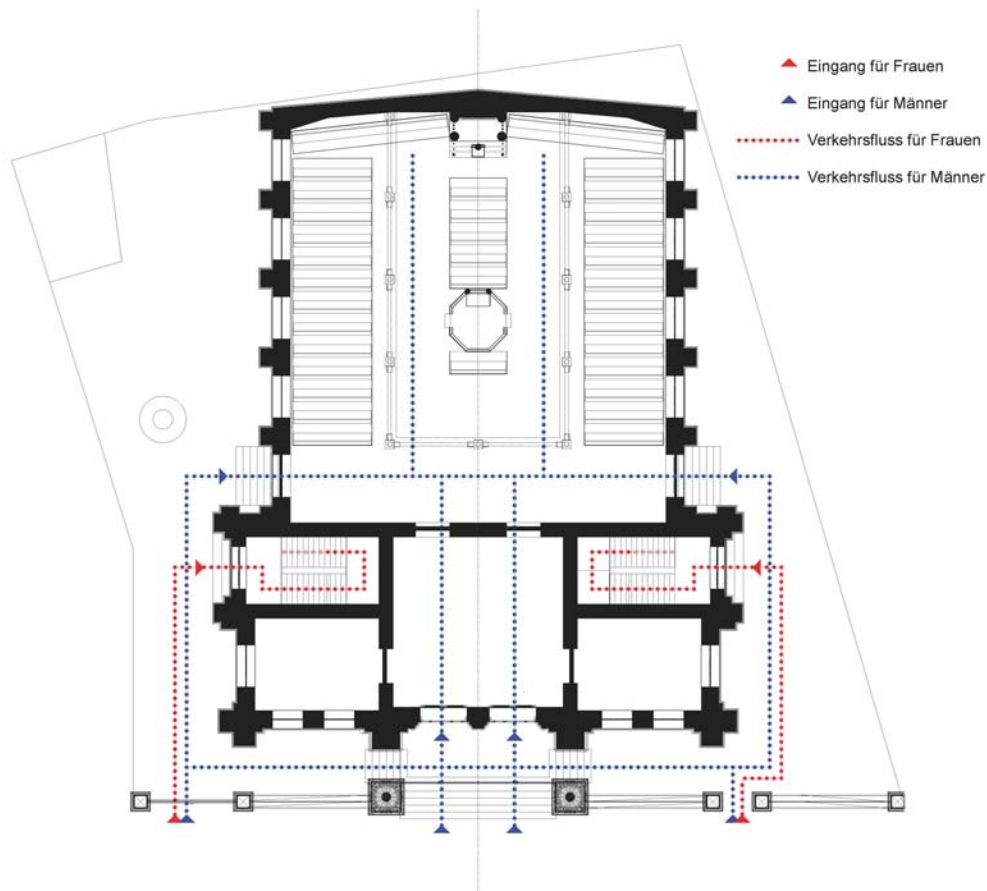 Eingang für Frauen
Eingang für Männer
Verkehrsfluss für Frauen
Verkehrsfluss für Männer